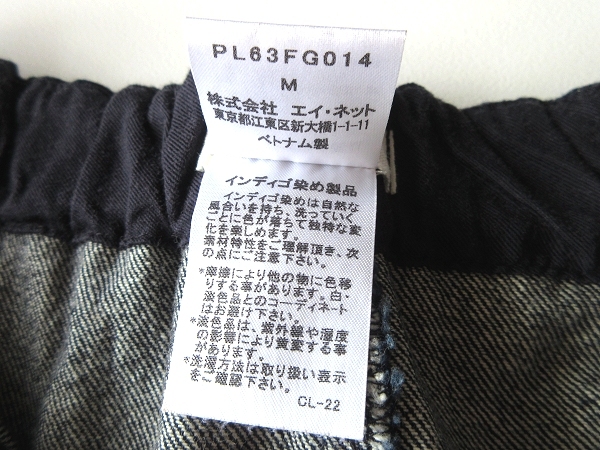 PL63FG014
M
株式会社 エイ・ネット
東京都江東区新大橋1-1-11
ベトナム製
インディゴ染め製品
インディゴ染めは自然な
風合いを持ち、洗っていく
ごとに色が落ちて独特な変
化を楽しめます。
素材特性をご理解頂き、次
の点にご注意下さい。
*摩擦により他の物に色移
りする事があります。白・
淡色品とのコーディネート
はお避け下さい。
*淡色品は、紫外線や湿度
の影響により黄変する事
があります。
*洗濯方法は取り扱い表示
をご確認下さい。
CL-22